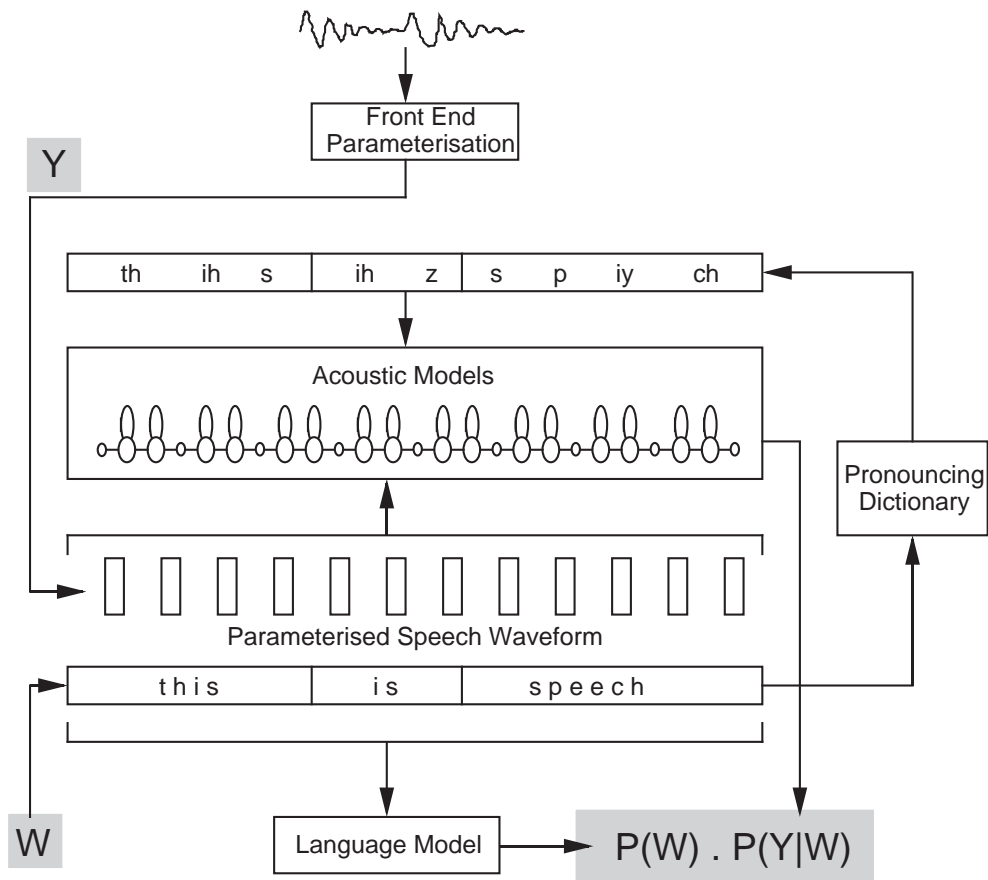 Front End
Parameterisation
Y
th ih s ih z s p iy ch
Acoustic Models
Pronouncing
Dictionary
Parameterised Speech Waveform
this is speech
W
Language Model
P(W) . P(Y|W)